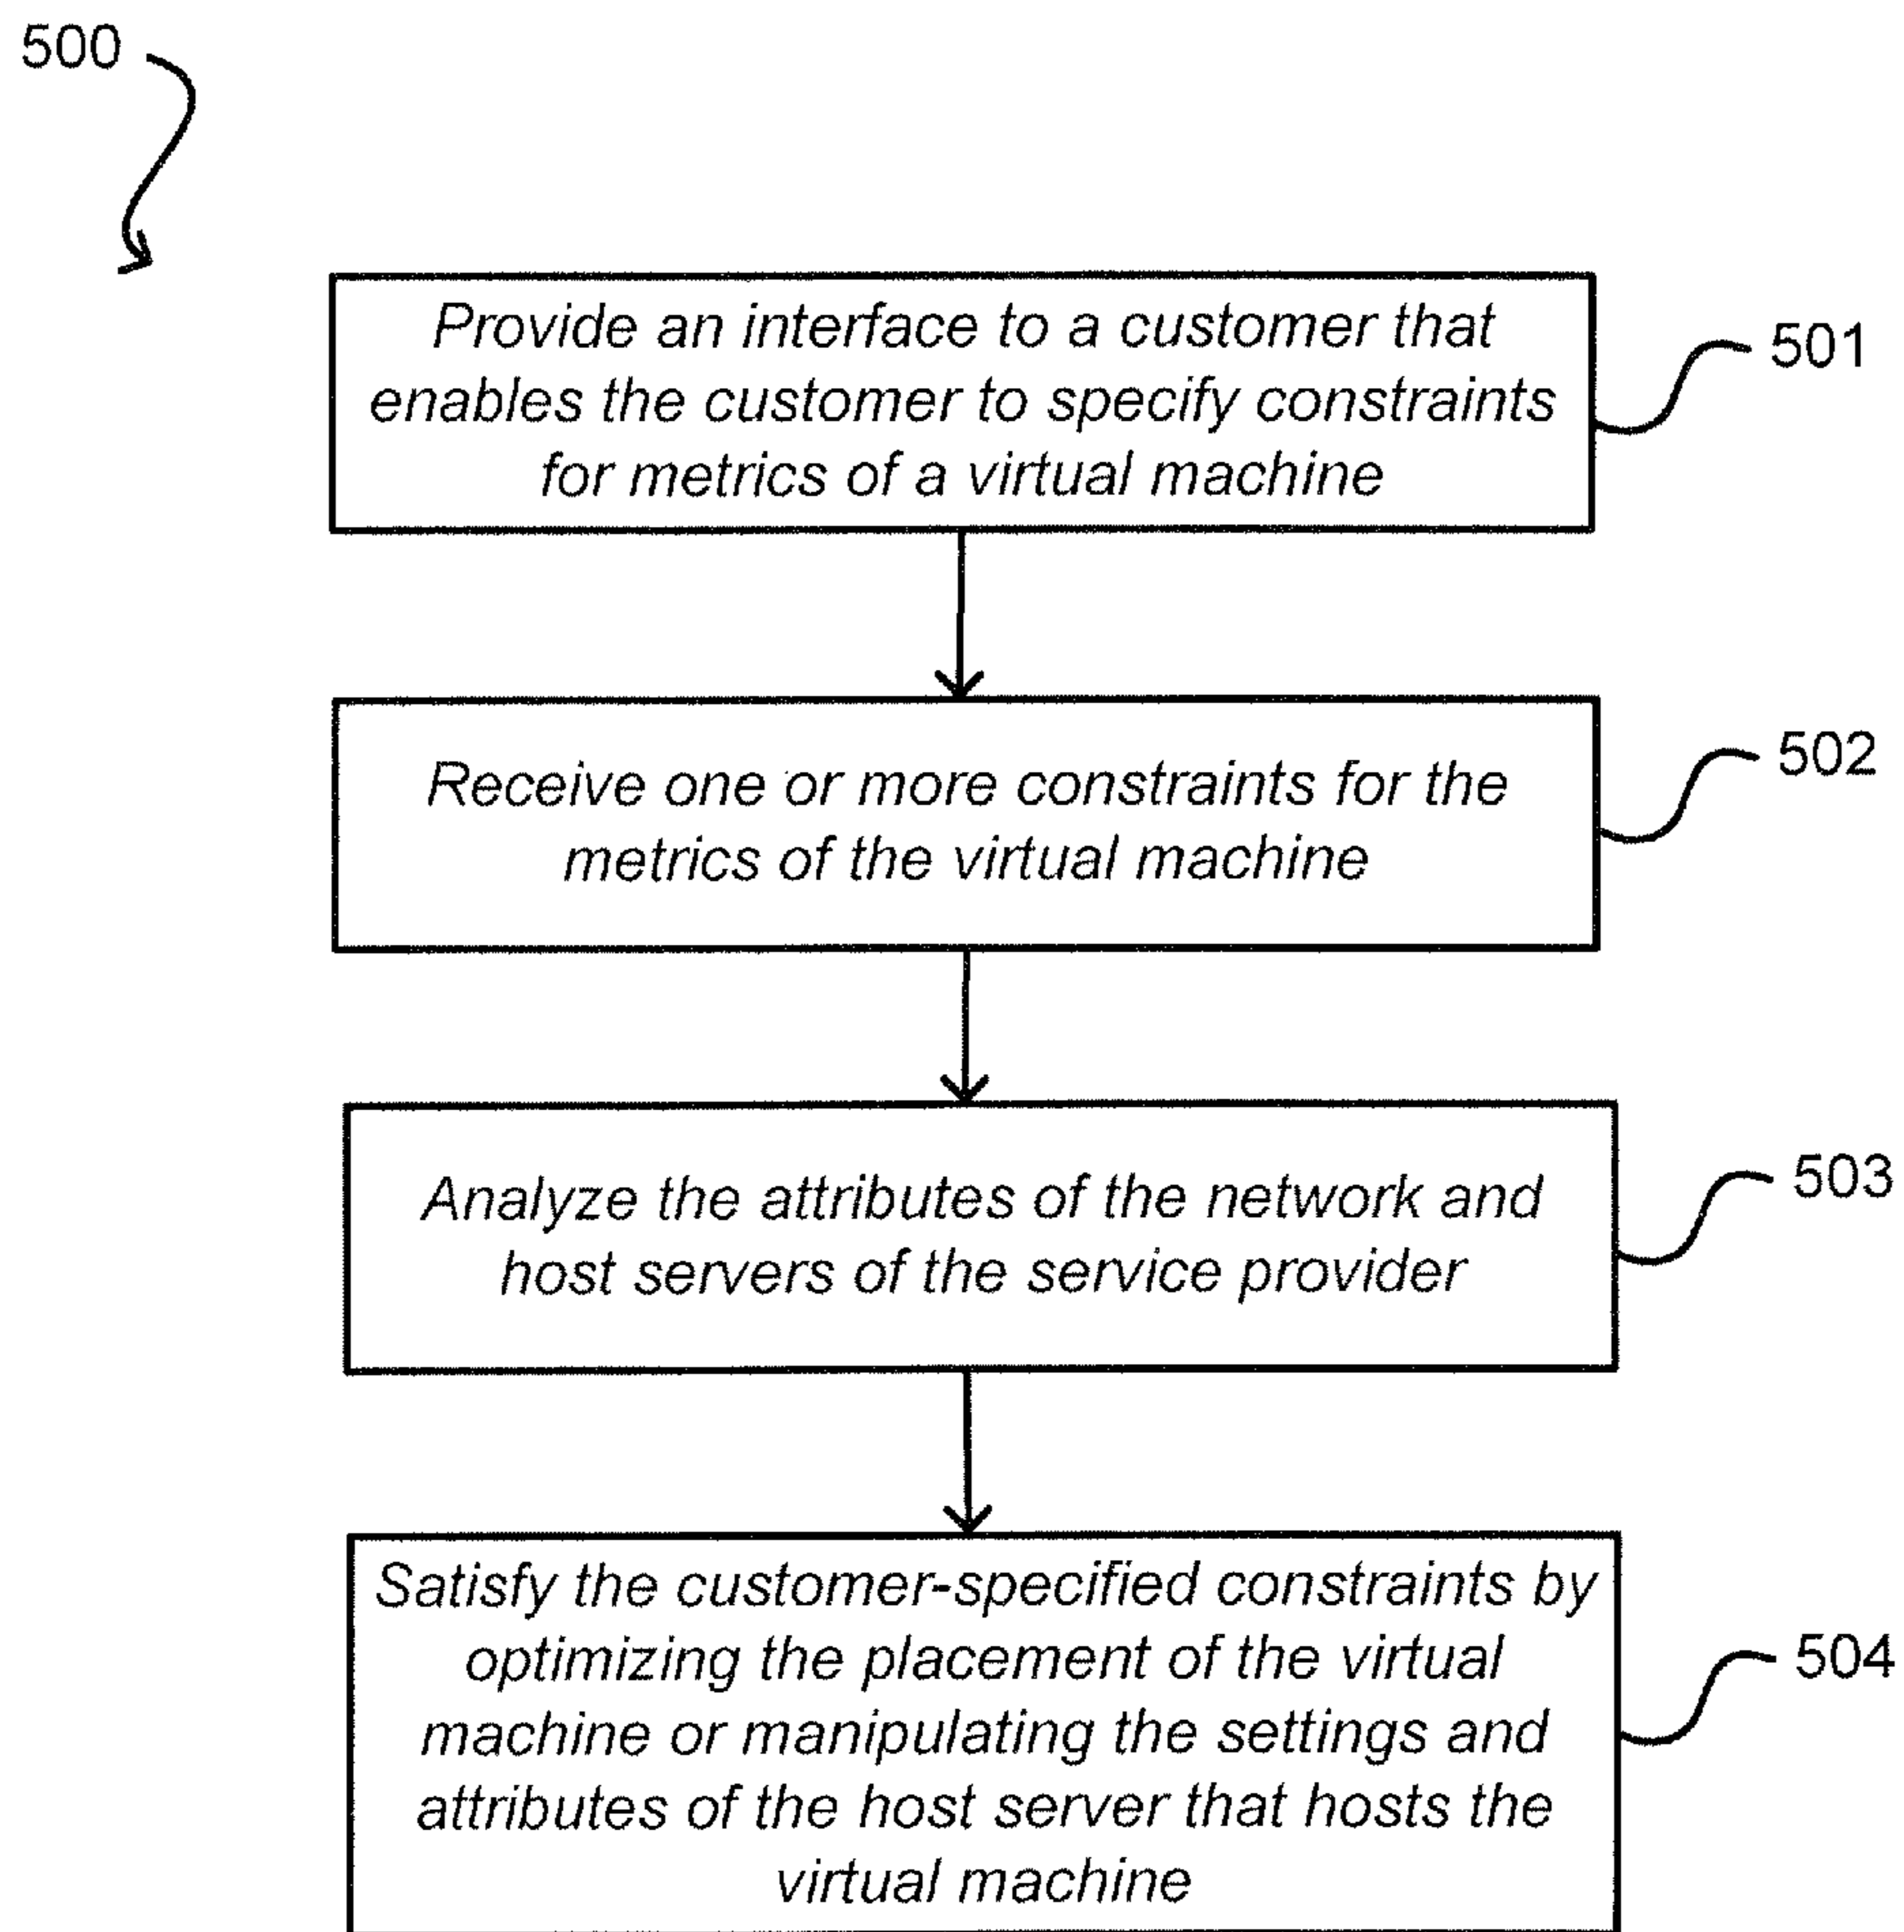 500
Provide an interface to a customer that
enables the customer to specify constraints
for metrics of a virtual machine
501
Receive one or more constraints for the
metrics of the virtual machine
502
Analyze the attributes of the network and
host servers of the service provider
503
Satisfy the customer-specified constraints by
optimizing the placement of the virtual
machine or manipulating the settings and
attributes of the host server that hosts the
virtual machine
504